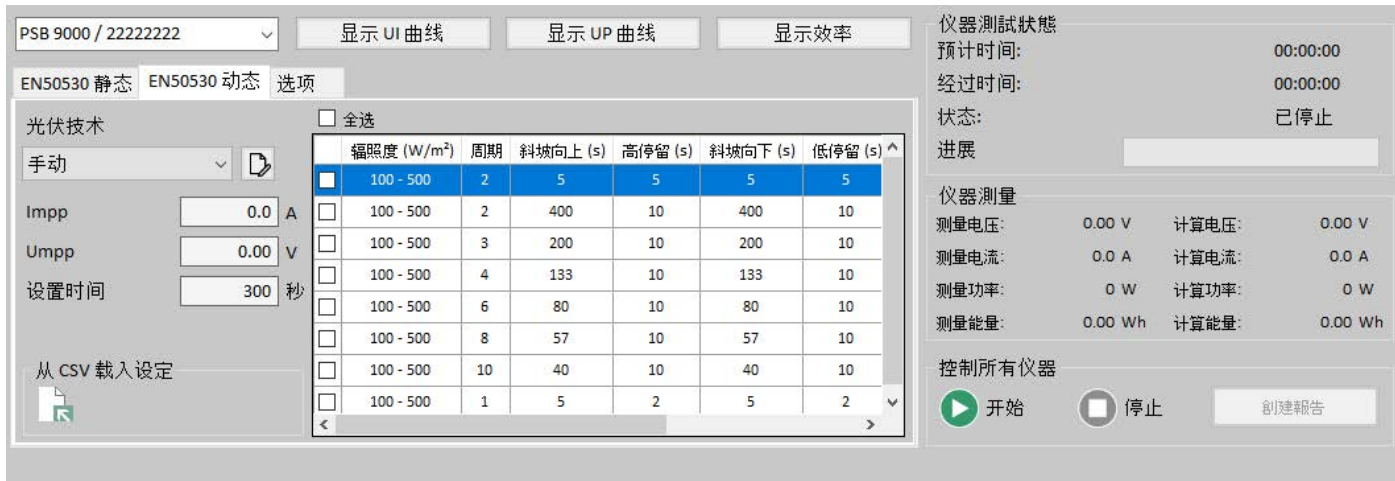 PSB 9000 / 22222222 显示 UI 曲线 显示 UP 曲线 显示效率
EN50530 静态 EN50530 动态 选项
光伏技术
手动
Impp 0.0 A
Umpp 0.00 V
设置时间 300 秒
从 CSV 载入设定
全选
辐照度 (W/m²) 周期 斜坡向上 (s) 高停留 (s) 斜坡向下 (s) 低停留 (s)
100 - 500 2 5 5 5 5
100 - 500 2 400 10 400 10
100 - 500 3 200 10 200 10
100 - 500 4 133 10 133 10
100 - 500 6 80 10 80 10
100 - 500 8 57 10 57 10
100 - 500 10 40 10 40 10
100 - 500 1 5 2 5 2
仪器测試狀態
预计时间: 00:00:00
经过时间: 00:00:00
状态: 已停止
进展
仪器测量
测量电压: 0.00 V 计算电压: 0.00 V
测量电流: 0.0 A 计算电流: 0.0 A
测量功率: 0 W 计算功率: 0 W
测量能量: 0.00 Wh 计算能量: 0.00 Wh
控制所有仪器
开始 停止 創建報告